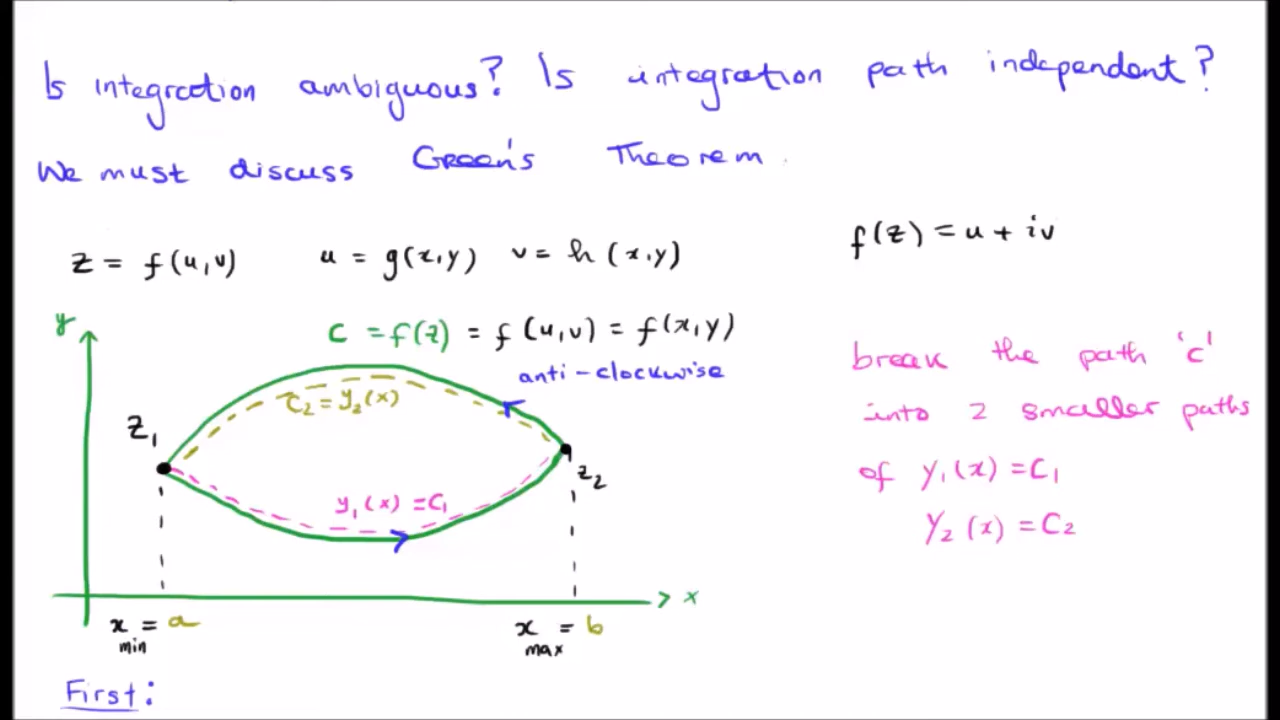 Is integration ambiguous? Is integration path independent?
We must discuss Green's Theorem.
z = f(u,v) u = g(x,y) v = h(x,y)
f(z) = u + iv
y
C = f(z) = f(u,v) = f(x,y)
anti-clockwise
C₂ = y₂(x)
z₁
z₂
y₁(x) = C₁
x
x min = a
x max = b
break the path 'c'
into 2 smaller paths
of y₁(x) = C₁
y₂(x) = C₂
First: